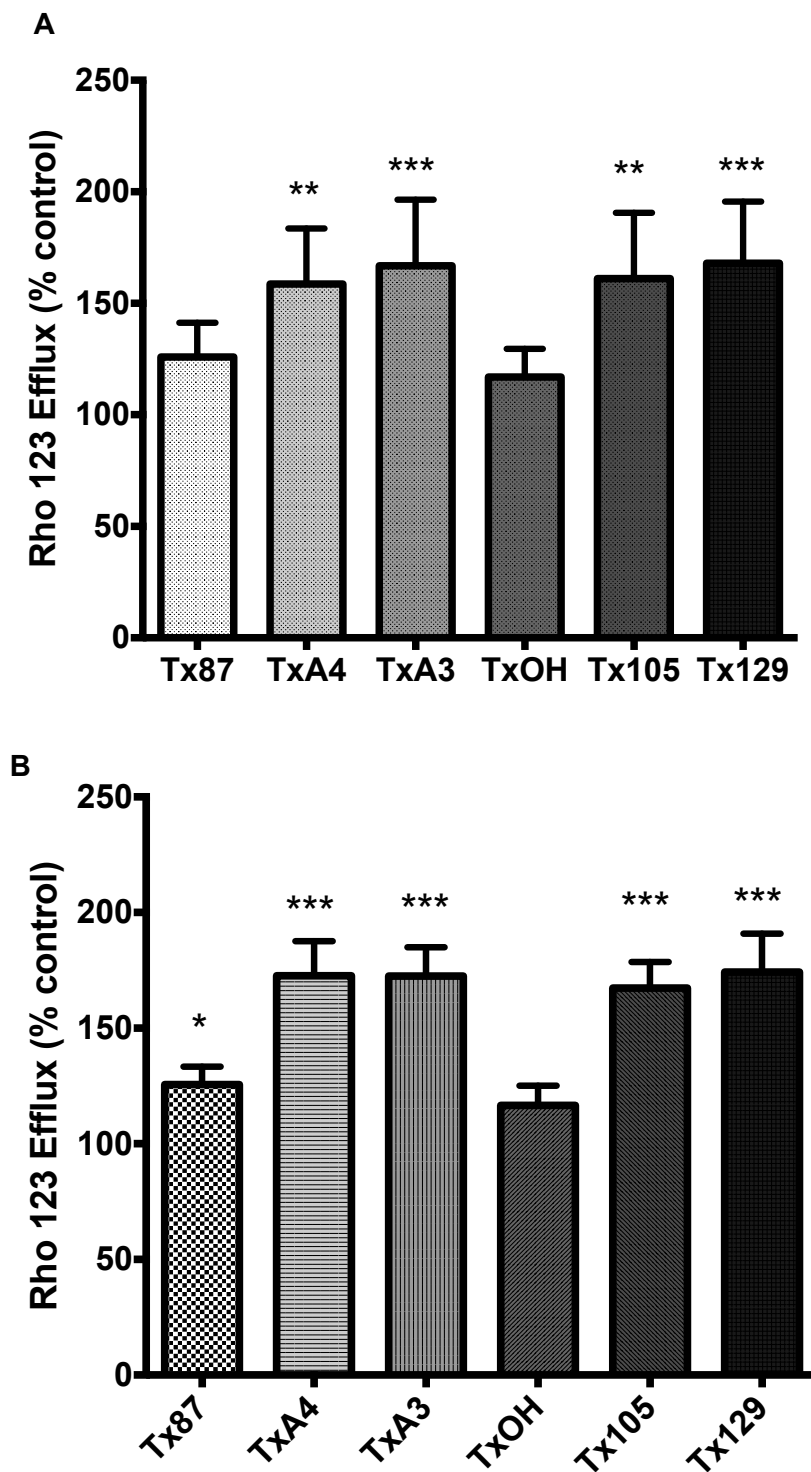 A
Rho 123 Efflux (% control)
250
200
150
100
50
0
** *** ** ***
Tx87 TxA4 TxA3 TxOH Tx105 Tx129
B
Rho 123 Efflux (% control)
250
200
150
100
50
0
* *** *** *** ***
Tx87 TxA4 TxA3 TxOH Tx105 Tx129